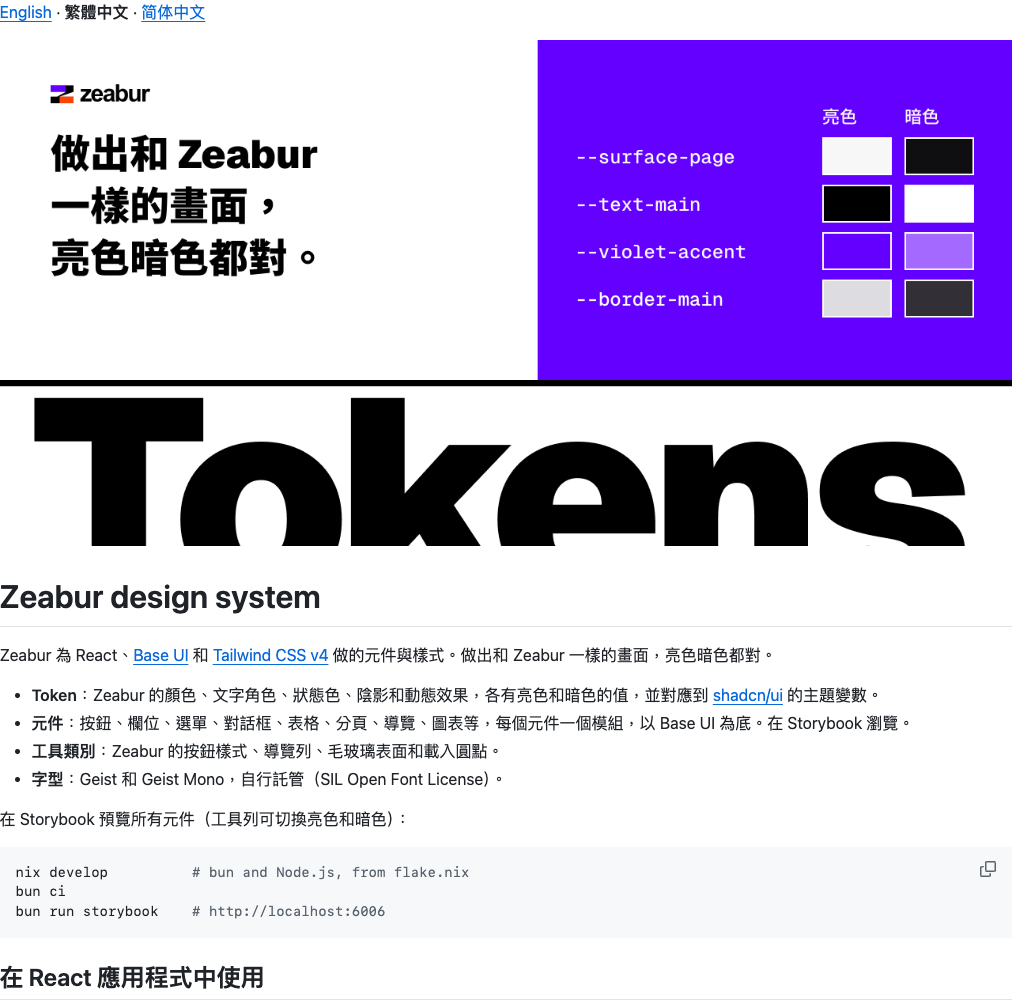 English · 繁體中文 · 简体中文
zeabur
做出和 Zeabur
一樣的畫面，
亮色暗色都對。
亮色 暗色
--surface-page
--text-main
--violet-accent
--border-main
Tokens
Zeabur design system
Zeabur 為 React、Base UI 和 Tailwind CSS v4 做的元件與樣式。做出和 Zeabur 一樣的畫面，亮色暗色都對。
• Token：Zeabur 的顏色、文字角色、狀態色、陰影和動態效果，各有亮色和暗色的值，並對應到 shadcn/ui 的主題變數。
• 元件：按鈕、欄位、選單、對話框、表格、分頁、導覽、圖表等，每個元件一個模組，以 Base UI 為底。在 Storybook 瀏覽。
• 工具類別：Zeabur 的按鈕樣式、導覽列、毛玻璃表面和載入圓點。
• 字型：Geist 和 Geist Mono，自行託管（SIL Open Font License）。
在 Storybook 預覽所有元件（工具列可切換亮色和暗色）：
nix develop          # bun and Node.js, from flake.nix
bun ci
bun run storybook    # http://localhost:6006
在 React 應用程式中使用